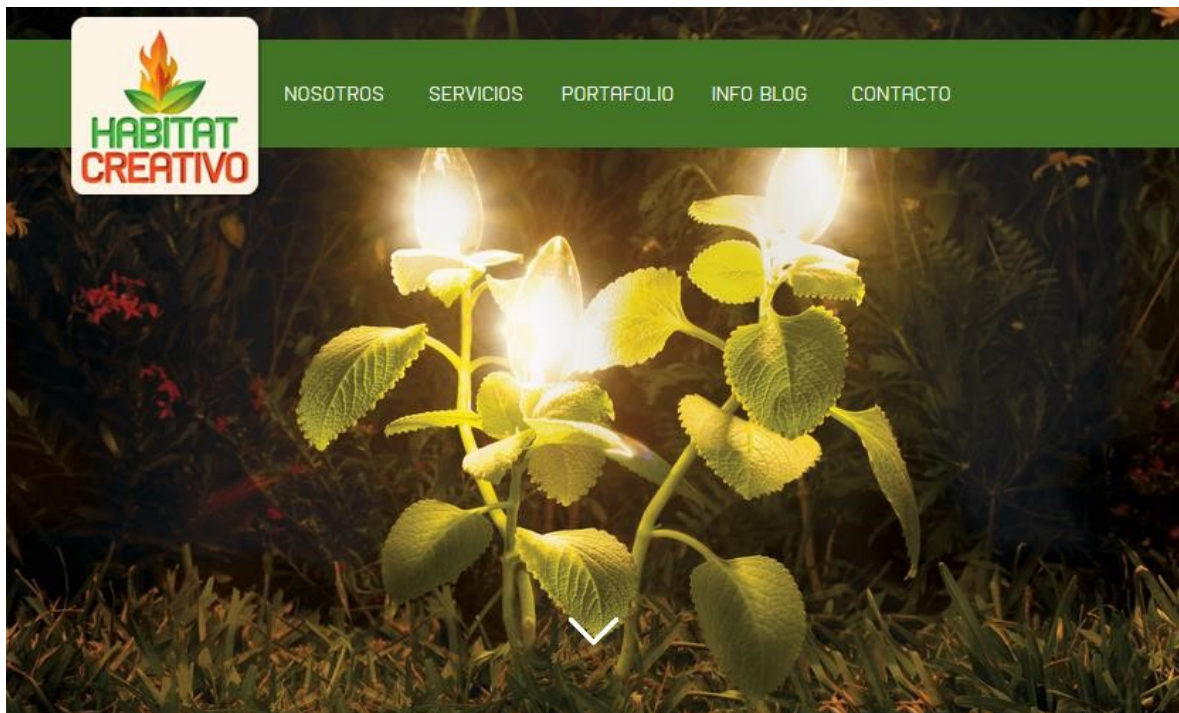 HABITAT
CREATIVO
NOSOTROS
SERVICIOS
PORTAFOLIO
INFO BLOG
CONTACTO